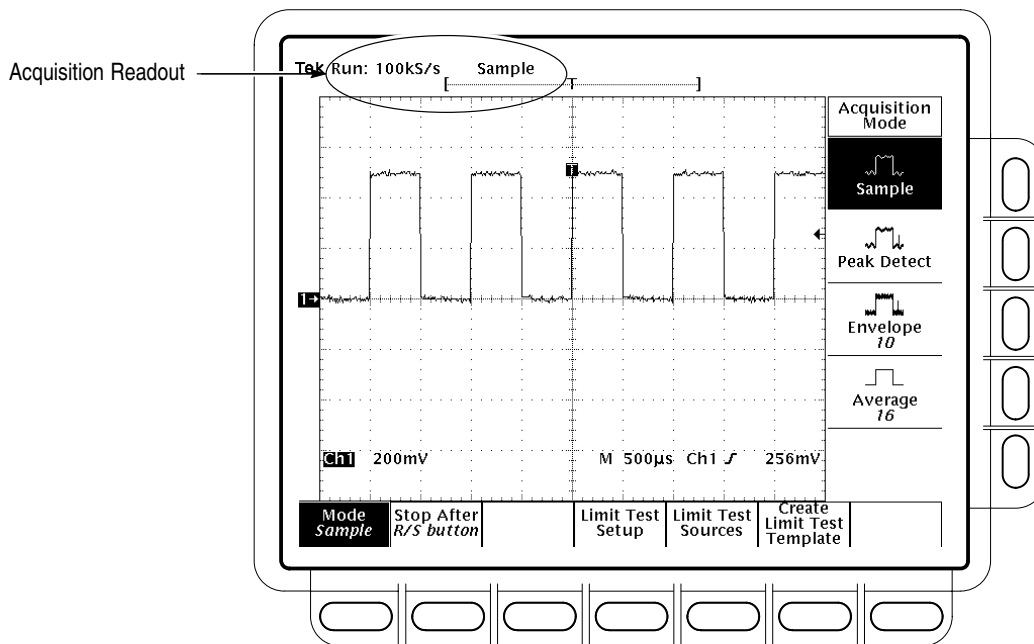 Acquisition Readout
Tek Run: 100kS/s Sample
[ T ]
T
1→
Ch1 200mV M 500µs Ch1 256mV
Acquisition
Mode
Sample
Peak Detect
Envelope
10
Average
16
Mode
Sample
Stop After
R/S button
Limit Test
Setup
Limit Test
Sources
Create
Limit Test
Template